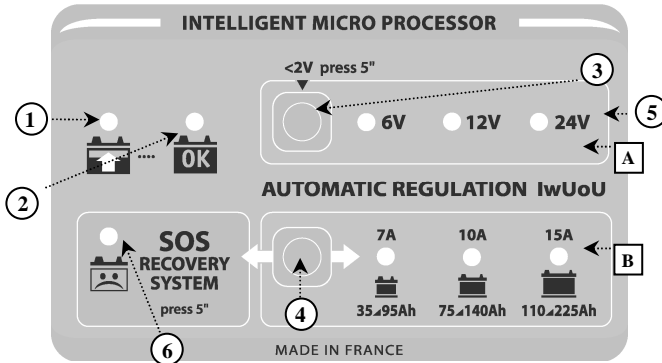 INTELLIGENT MICRO PROCESSOR
<2V press 5"
3
1
6V
12V
24V
5
OK
A
2
AUTOMATIC REGULATION IwUoU
SOS
RECOVERY
SYSTEM
press 5"
7A
10A
15A
B
35⊿95Ah
75⊿140Ah
110⊿225Ah
4
6
MADE IN FRANCE